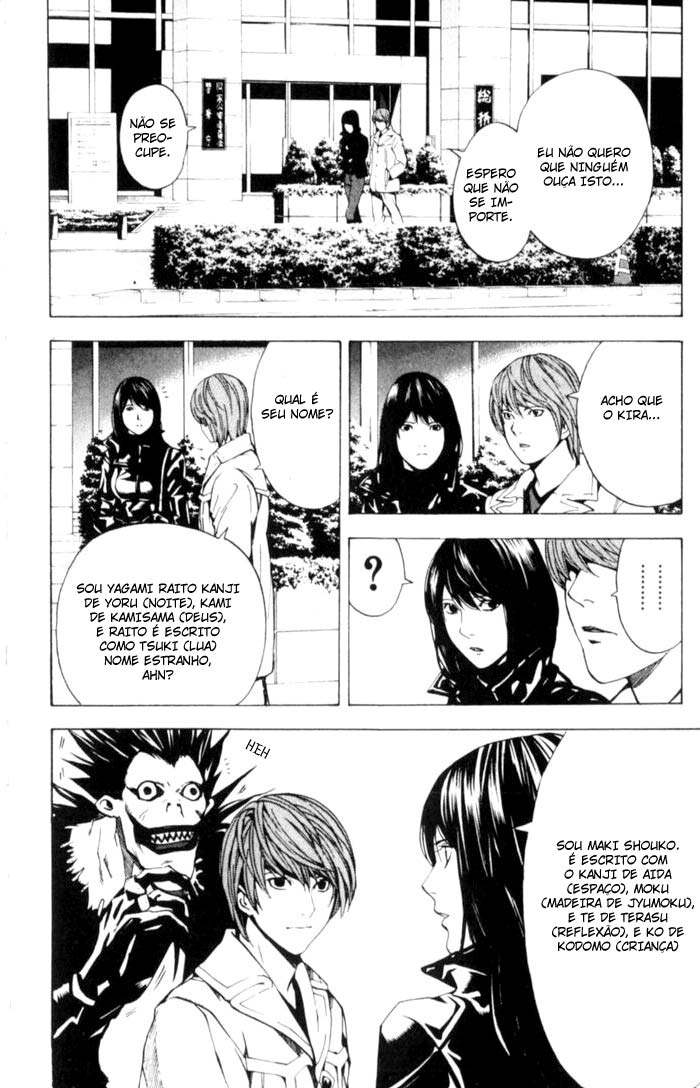 EU NÃO QUERO
QUE NINGUÉM
OUÇA ISTO...
ESPERO
QUE NÃO
SE IM-
PORTE.
NÃO SE
PREO-
CUPE.
ACHO QUE
O KIRA...
.........
?
QUAL É
SEU NOME?
SOU YAGAMI RAITO KANJI
DE YORU (NOITE), KAMI
DE KAMISAMA (DEUS),
E RAITO É ESCRITO
COMO TSUKI (LUA)
NOME ESTRANHO,
AHN?
SOU MAKI SHOUKO.
É ESCRITO COM
O KANJI DE AIDA
(ESPAÇO), MOKU
(MADEIRA DE JYUMOKU),
E TE DE TERASU
(REFLEXÀO), E KO DE
KODOMO (CRIANÇA)
HEH